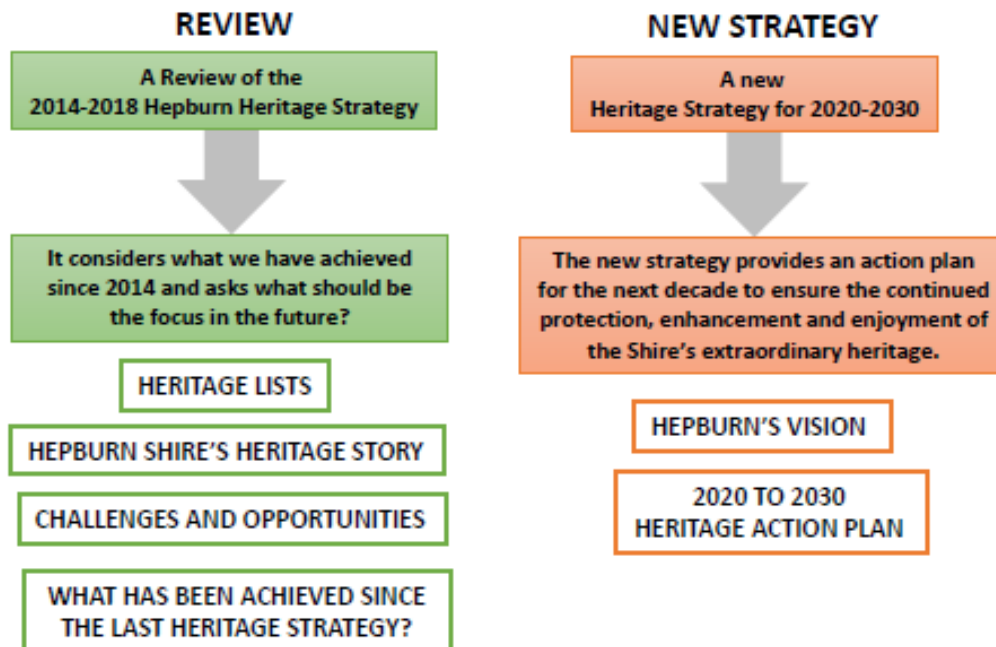 REVIEW
A Review of the
2014-2018 Hepburn Heritage Strategy
It considers what we have achieved
since 2014 and asks what should be
the focus in the future?
HERITAGE LISTS
HEPBURN SHIRE'S HERITAGE STORY
CHALLENGES AND OPPORTUNITIES
WHAT HAS BEEN ACHIEVED SINCE
THE LAST HERITAGE STRATEGY?
NEW STRATEGY
A new
Heritage Strategy for 2020-2030
The new strategy provides an action plan
for the next decade to ensure the continued
protection, enhancement and enjoyment of
the Shire's extraordinary heritage.
HEPBURN'S VISION
2020 TO 2030
HERITAGE ACTION PLAN